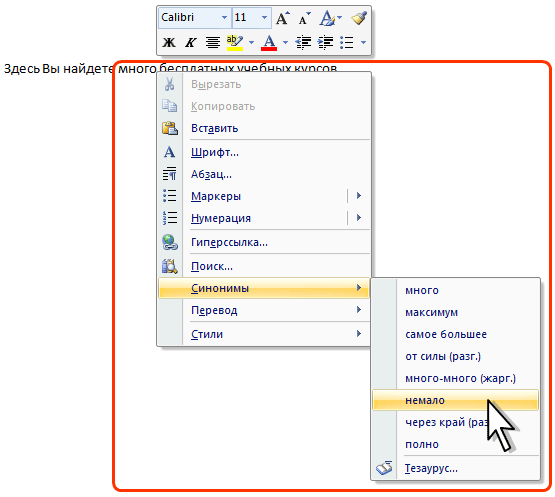 Calibri 11
Ж К ab A
Здесь Вы найдете много бесплатных учебных курсов
Вырезать
Копировать
Вставить
Шрифт...
Абзац...
Маркеры
Нумерация
Гиперссылка...
Поиск...
Синонимы
Перевод
Стили
много
максимум
самое большее
от силы (разг.)
много-много (жарг.)
немало
через край (раз
полно
Тезаурус...